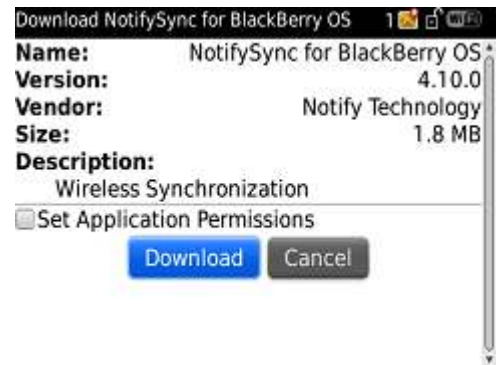 Download NotifySync for BlackBerry OS 1 WiFi
Name: NotifySync for BlackBerry OS
Version: 4.10.0
Vendor: Notify Technology
Size: 1.8 MB
Description:
Wireless Synchronization
Set Application Permissions
Download Cancel